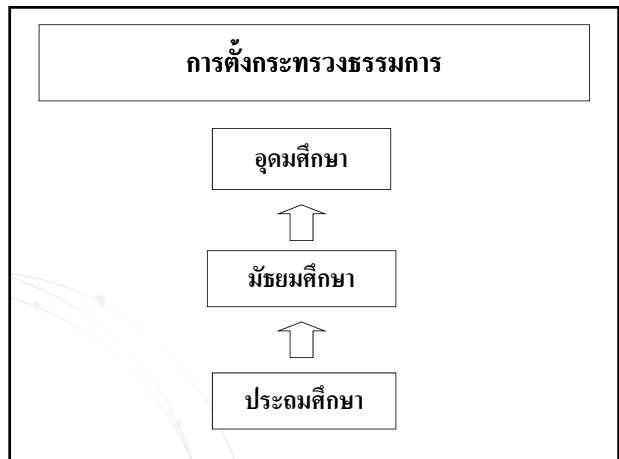 การตั้งกระทรวงธรรมการ
อุดมศึกษา
มัธยมศึกษา
ประถมศึกษา